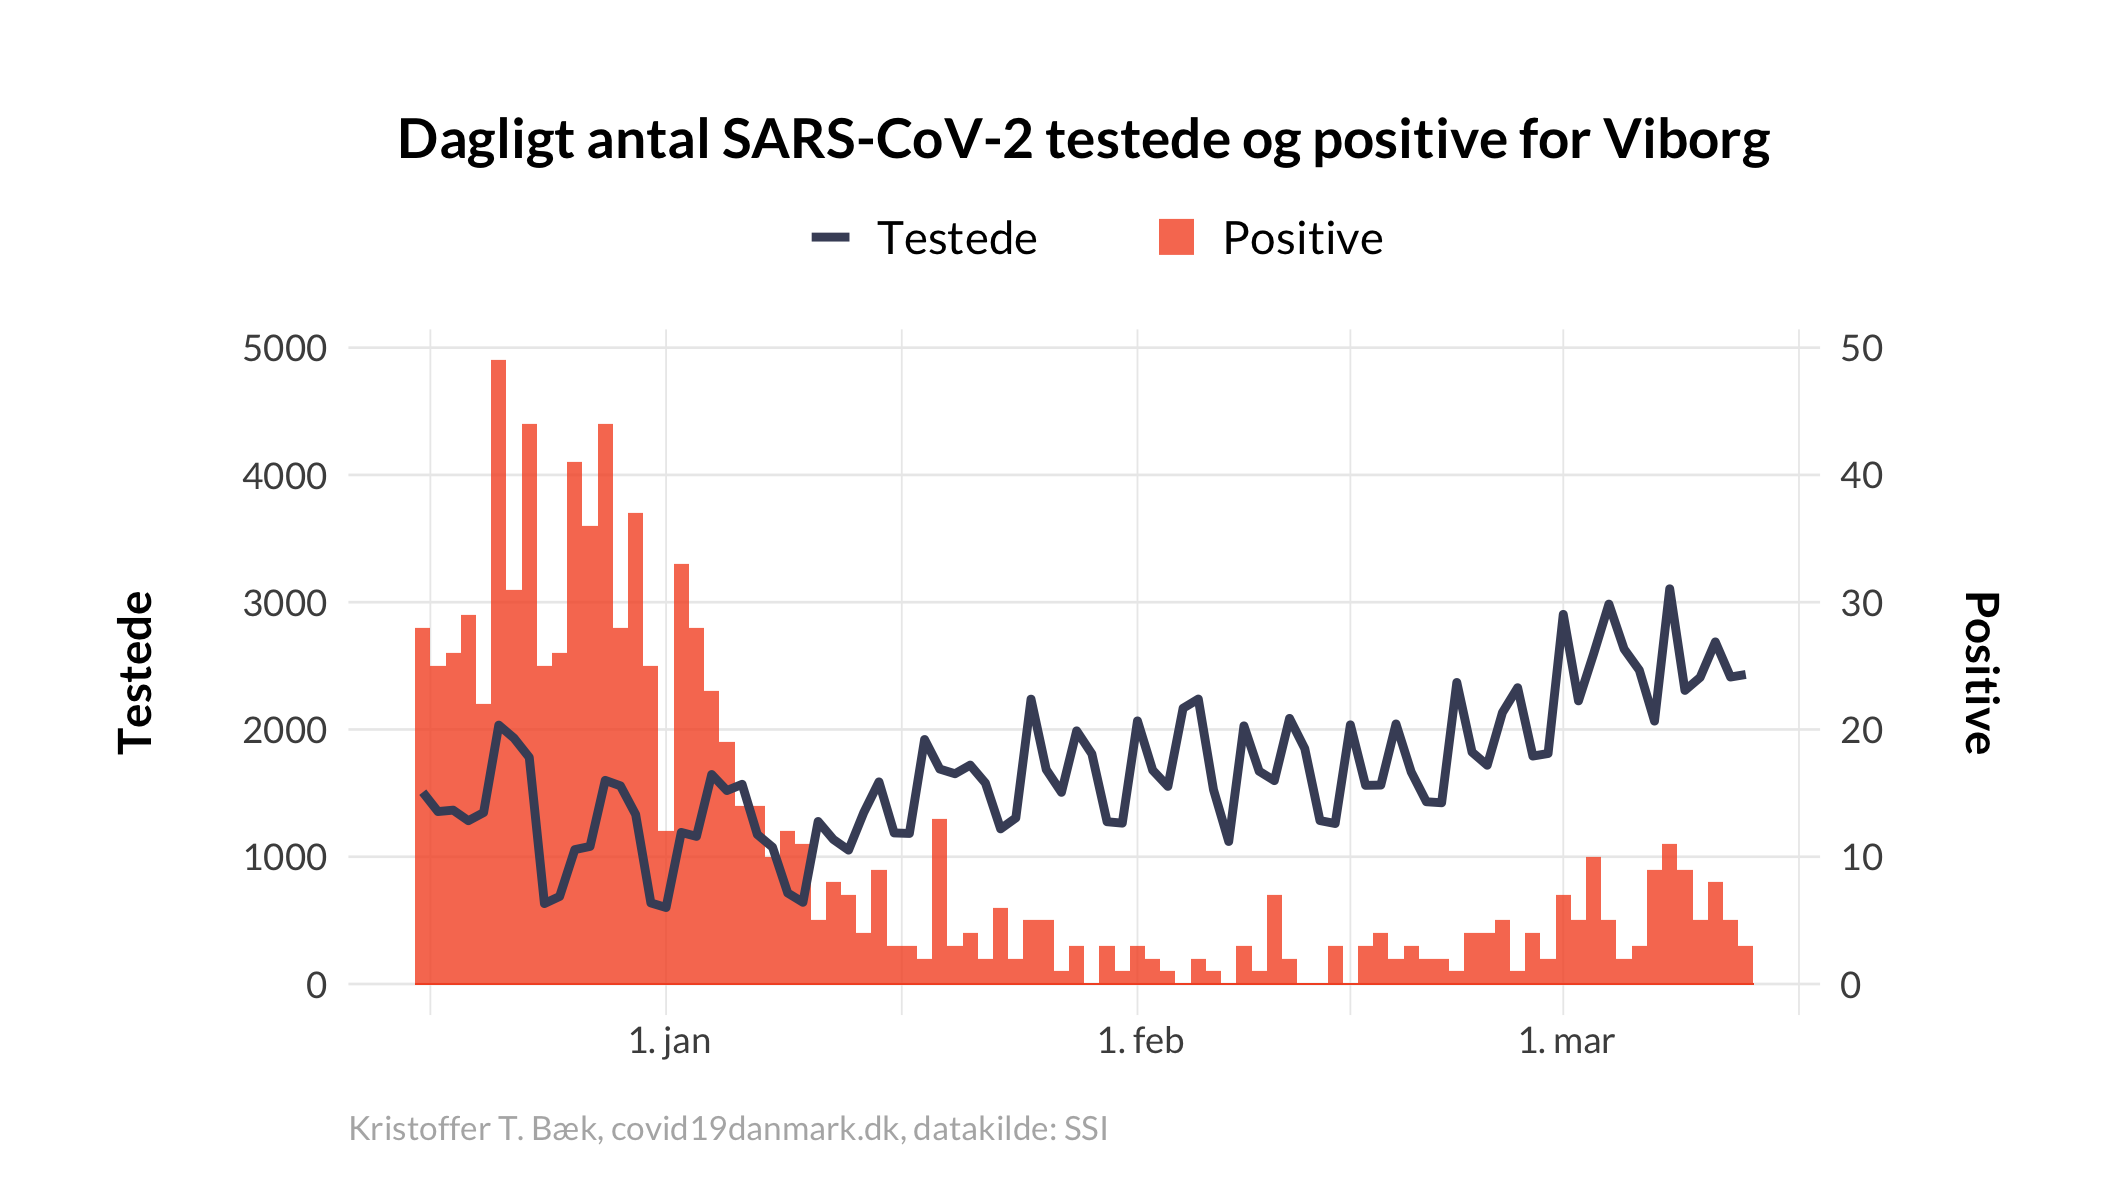 Dagligt antal SARS-CoV-2 testede og positive for Viborg
Testede
Positive
5000
4000
3000
2000
1000
0
Testede
50
40
30
20
10
0
Positive
1. jan
1. feb
1. mar
Kristoffer T. Bæk, covid19danmark.dk, datakilde: SSI